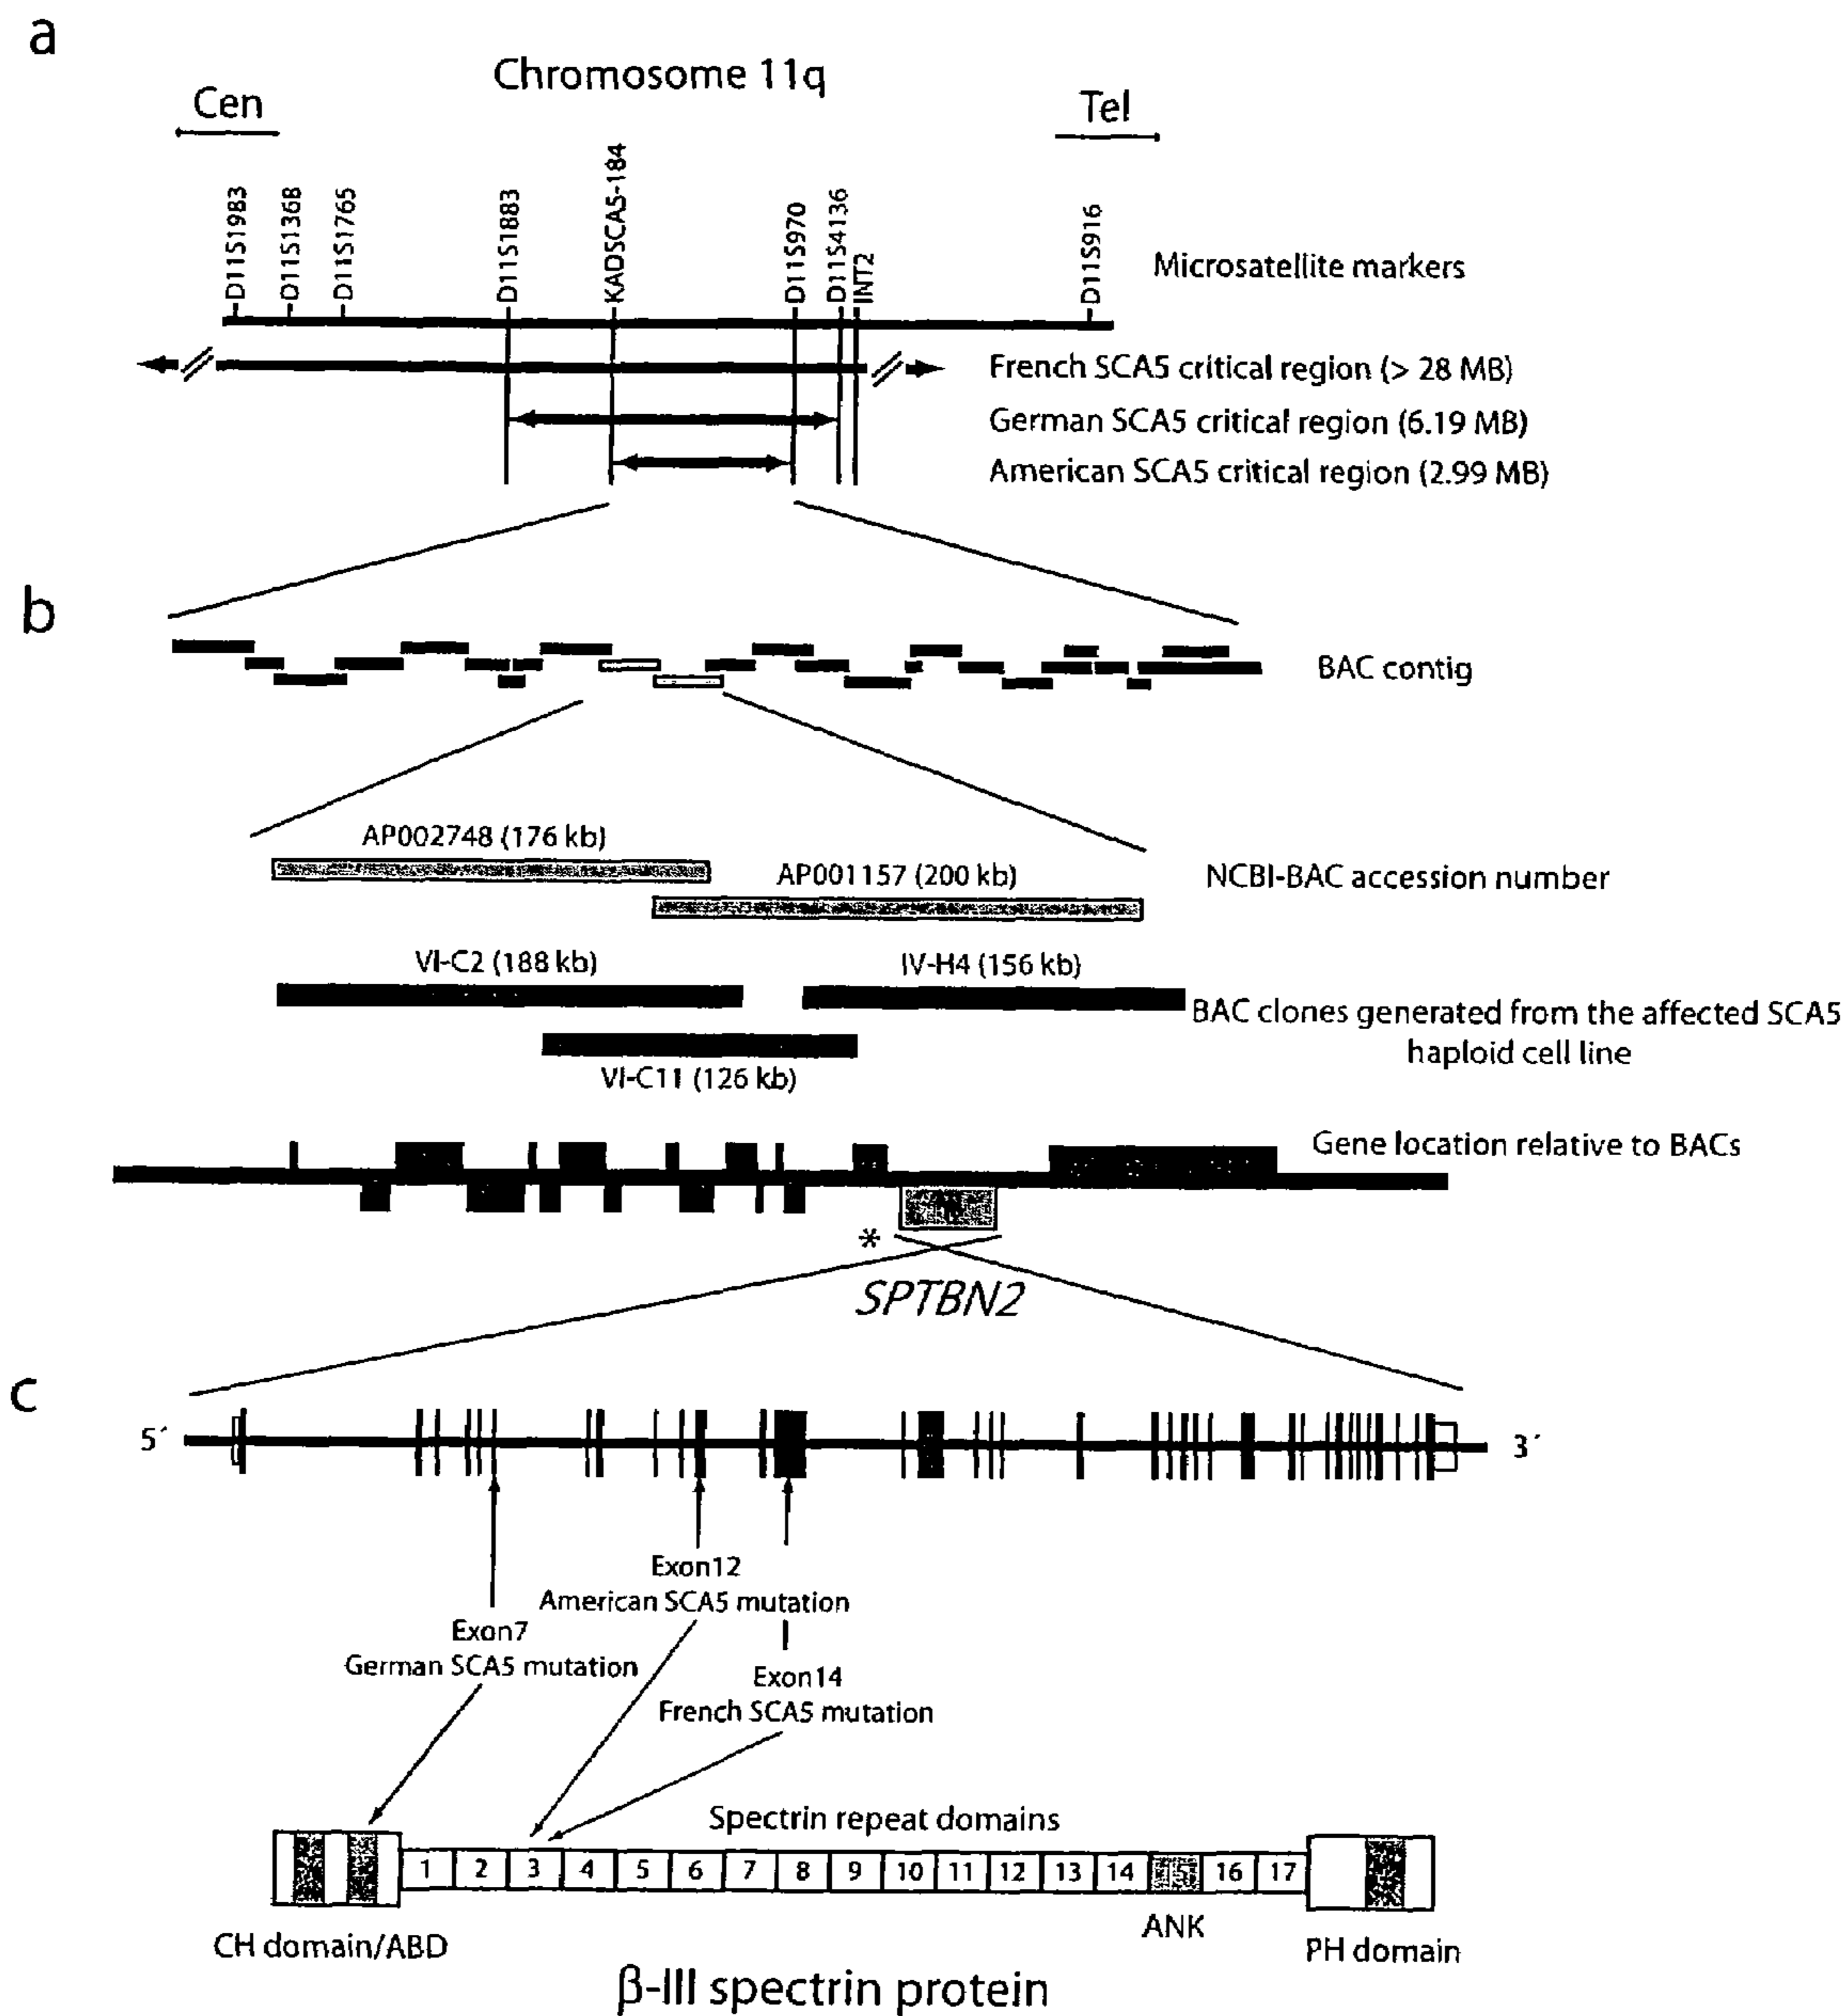 a
Chromosome 11q
Cen
Tel
D11S1983
D11S1368
D11S1765
D11S1883
KADSCA5-184
D11S970
D11S4136
INT2
D11S916
Microsatellite markers
French SCA5 critical region (> 28 MB)
German SCA5 critical region (6.19 MB)
American SCA5 critical region (2.99 MB)
b
BAC contig
AP002748 (176 kb)
AP001157 (200 kb)
NCBI-BAC accession number
VI-C2 (188 kb)
IV-H4 (156 kb)
BAC clones generated from the affected SCA5
haploid cell line
VI-C11 (126 kb)
Gene location relative to BACs
*
SPTBN2
c
5´
3´
Exon12
American SCA5 mutation
Exon7
German SCA5 mutation
Exon14
French SCA5 mutation
Spectrin repeat domains
1 2 3 4 5 6 7 8 9 10 11 12 13 14 15 16 17
ANK
CH domain/ABD
PH domain
β-III spectrin protein